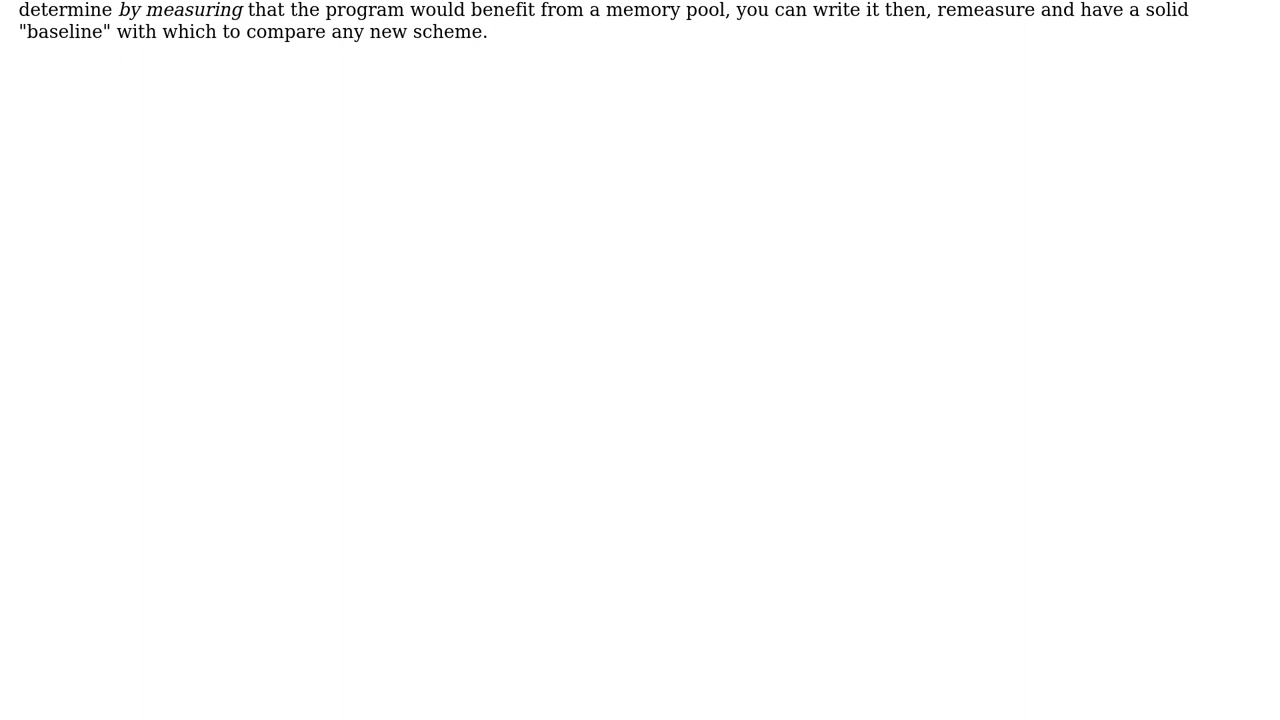 determine by measuring that the program would benefit from a memory pool, you can write it then, remeasure and have a solid
"baseline" with which to compare any new scheme.